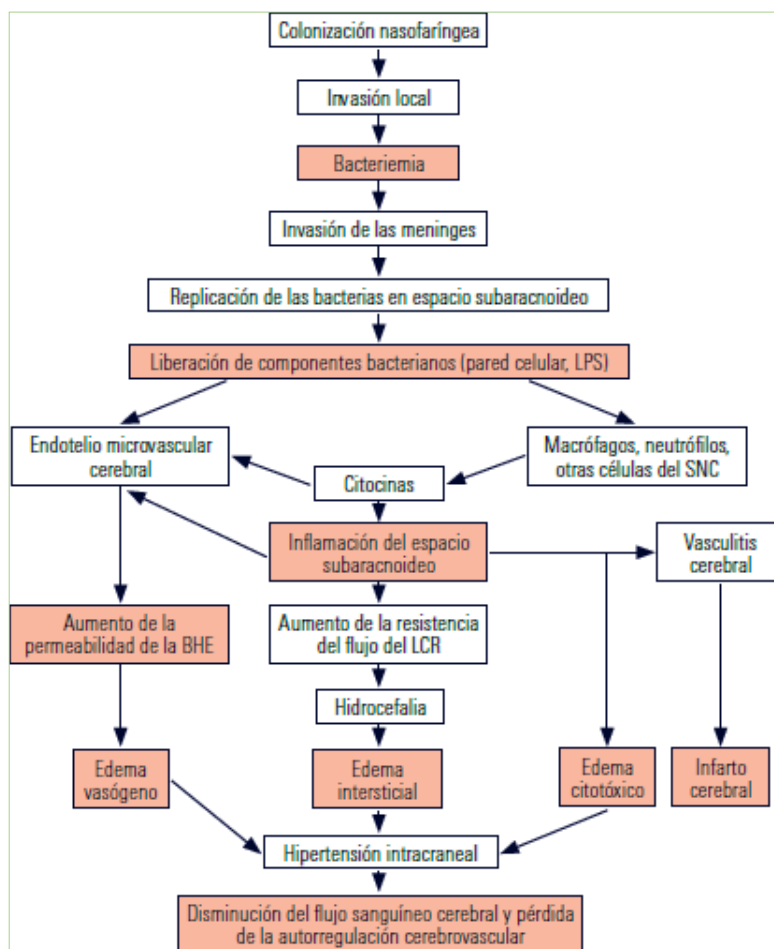 Colonización nasofaríngea
Invasión local
Bacteriemia
Invasión de las meninges
Replicación de las bacterias en espacio subaracnoideo
Liberación de componentes bacterianos (pared celular, LPS)
Endotelio microvascular
cerebral
Macrófagos, neutrófilos,
otras células del SNC
Citocinas
Inflamación del espacio
subaracnoideo
Vasculitis
cerebral
Aumento de la
permeabilidad de la BHE
Aumento de la resistencia
del flujo del LCR
Hidrocefalia
Edema
vasógeno
Edema
intersticial
Edema
citotóxico
Infarto
cerebral
Hipertensión intracraneal
Disminución del flujo sanguíneo cerebral y pérdida
de la autorregulación cerebrovascular